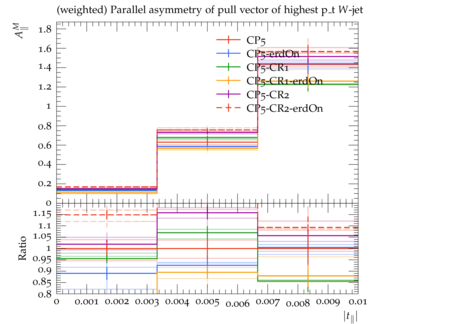 (weighted) Parallel asymmetry of pull vector of highest p_t W-jet
A∥^M
1.8
1.6
1.4
1.2
1
0.8
0.6
0.4
0.2
0
CP5
CP5-erdOn
CP5-CR1
CP5-CR1-erdOn
CP5-CR2
CP5-CR2-erdOn
Ratio
1.15
1.1
1.05
1
0.95
0.9
0.85
0.8
0 0.001 0.002 0.003 0.004 0.005 0.006 0.007 0.008 0.009 0.01
|t∥|